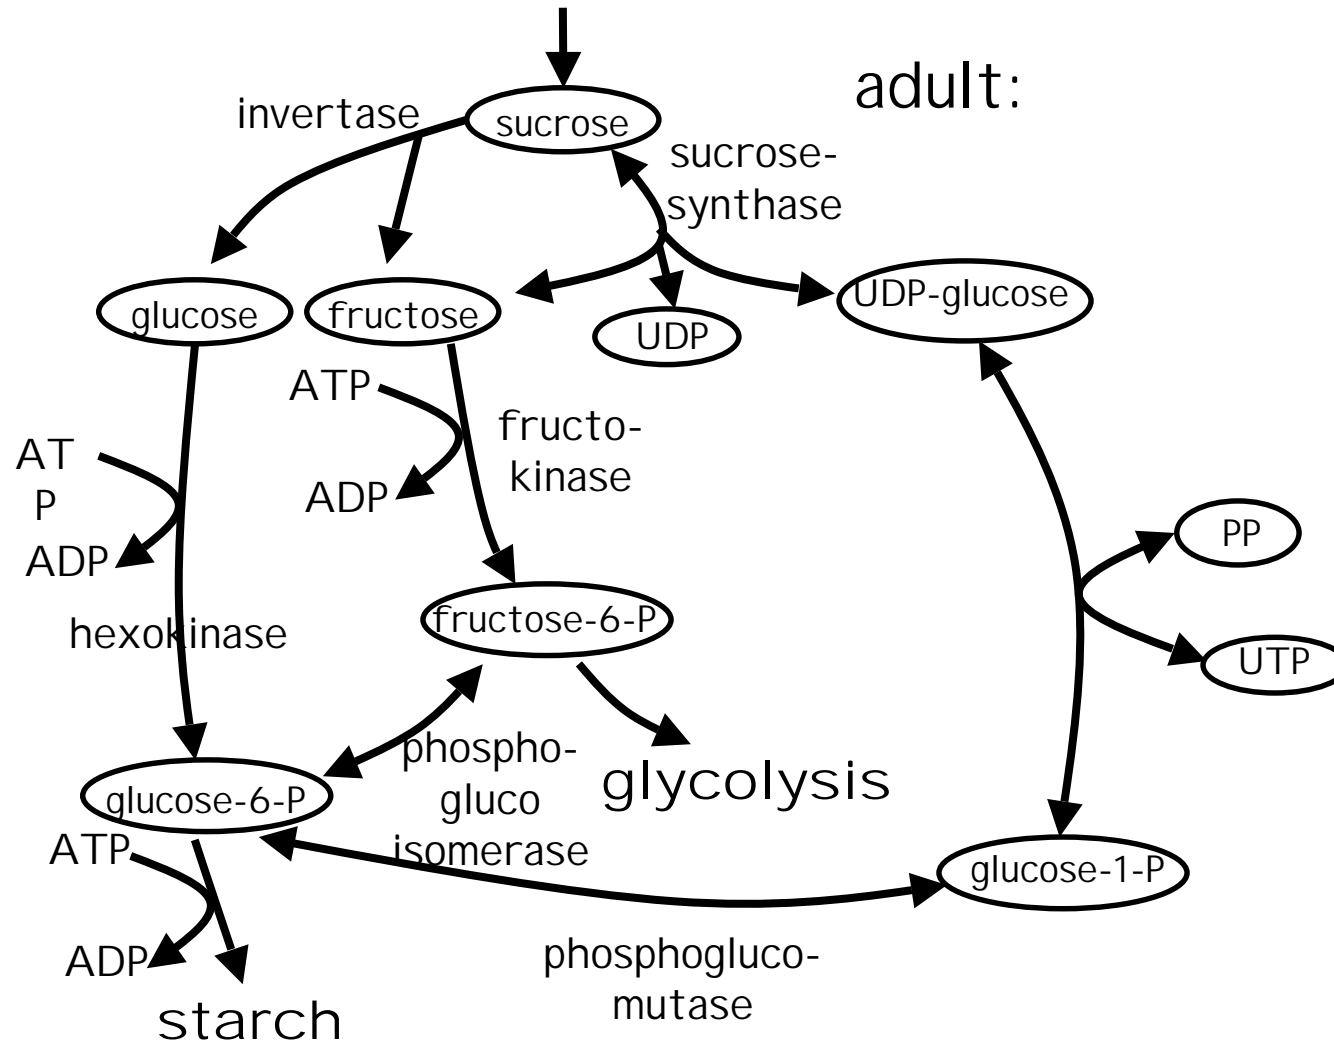 adult:
invertase
sucrose
sucrose-
synthase
glucose
fructose
UDP
UDP-glucose
ATP
fructo-
kinase
ADP
AT
P
ADP
PP
hexokinase
fructose-6-P
UTP
phospho-
gluco
isomerase
glycolysis
glucose-6-P
ATP
glucose-1-P
ADP
phosphogluco-
mutase
starch